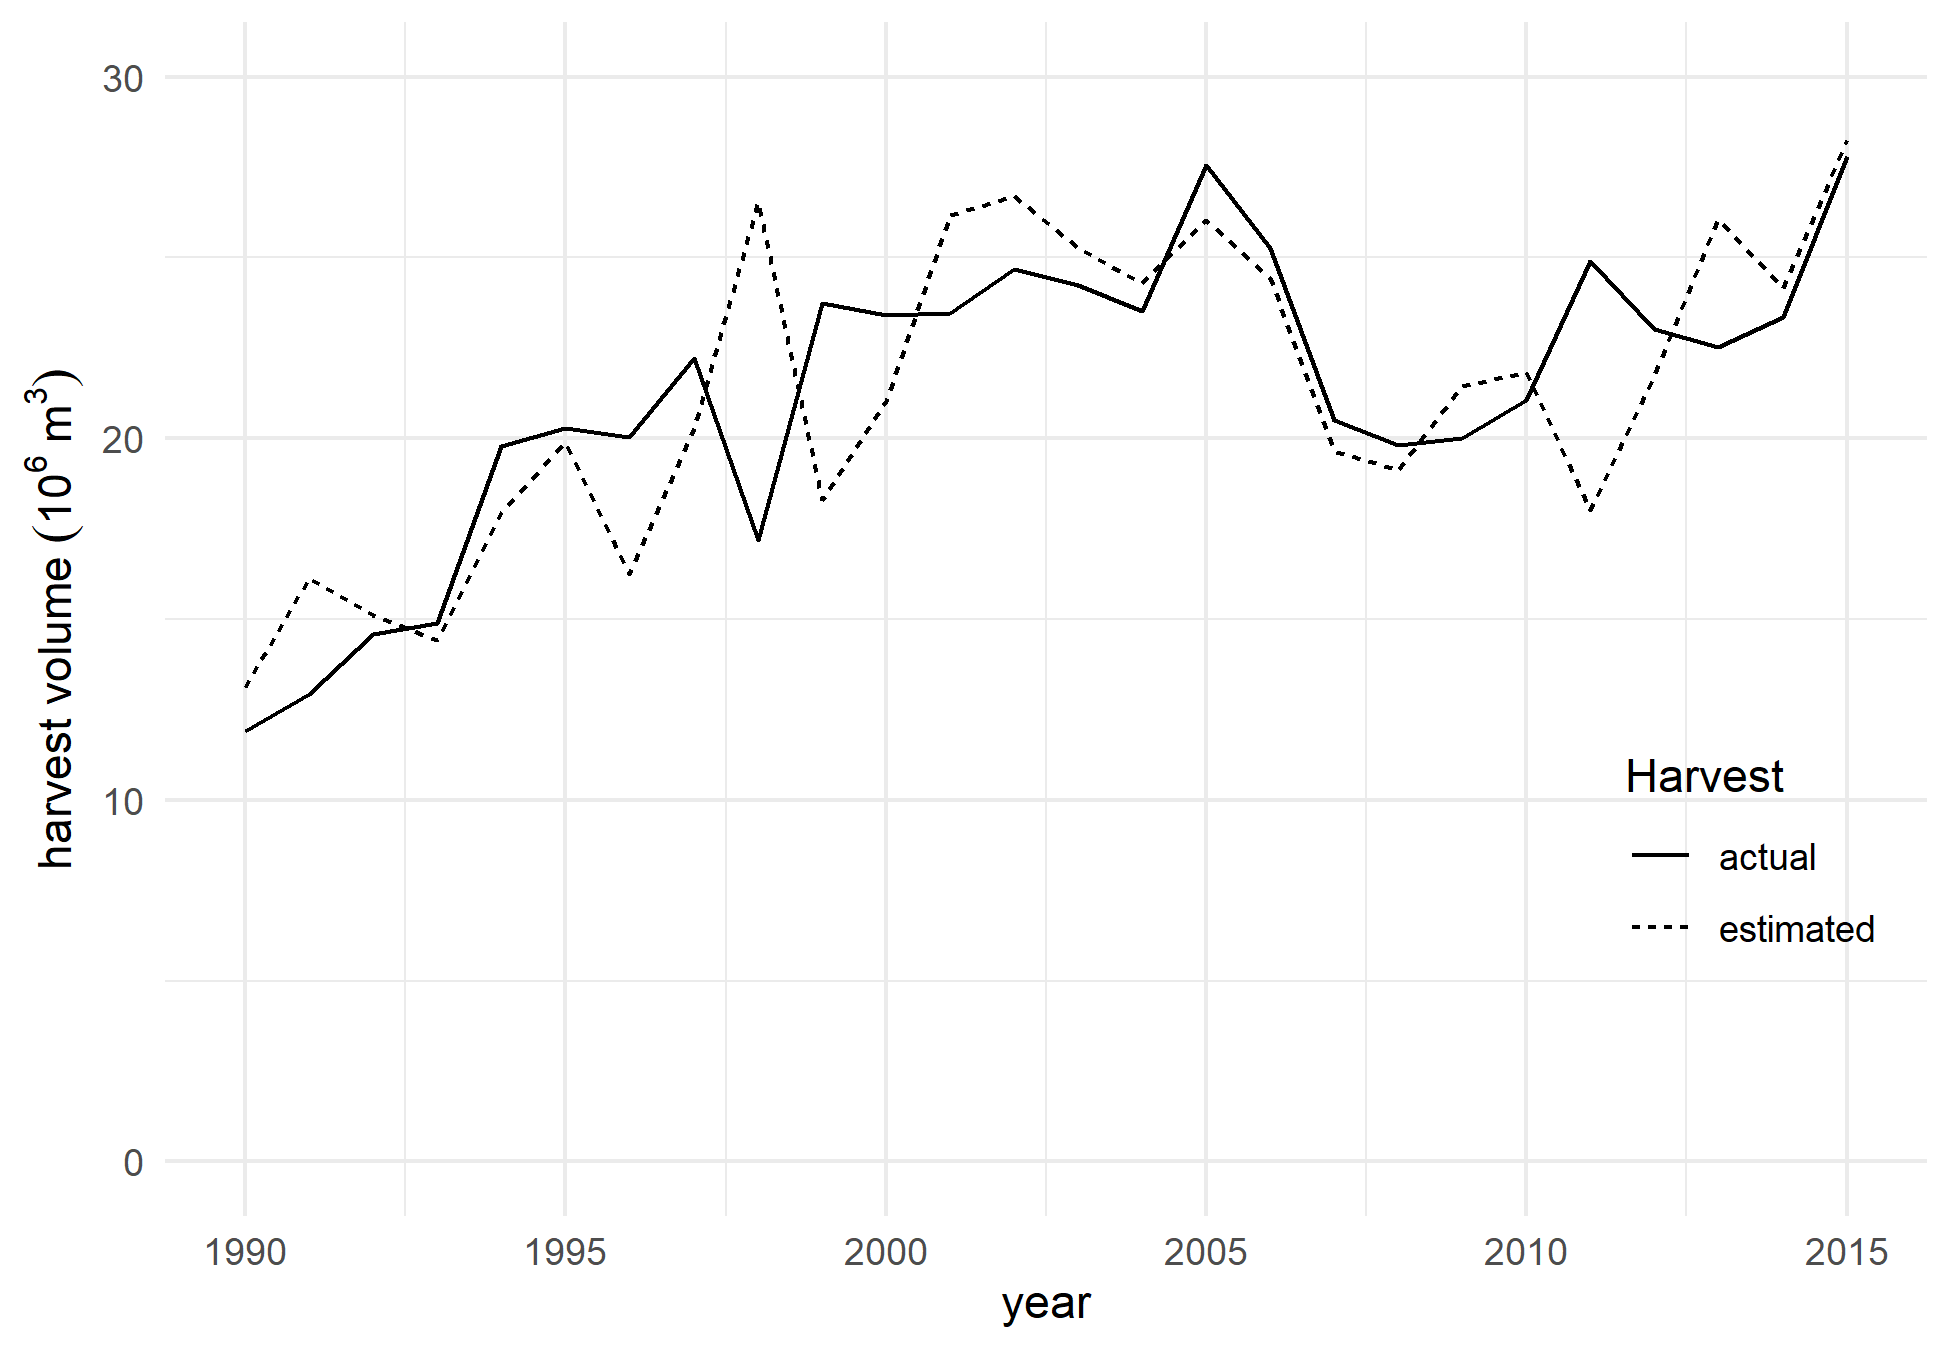 30
20
10
0
harvest volume (10⁶ m³)
Harvest
actual
estimated
1990 1995 2000 2005 2010 2015
year